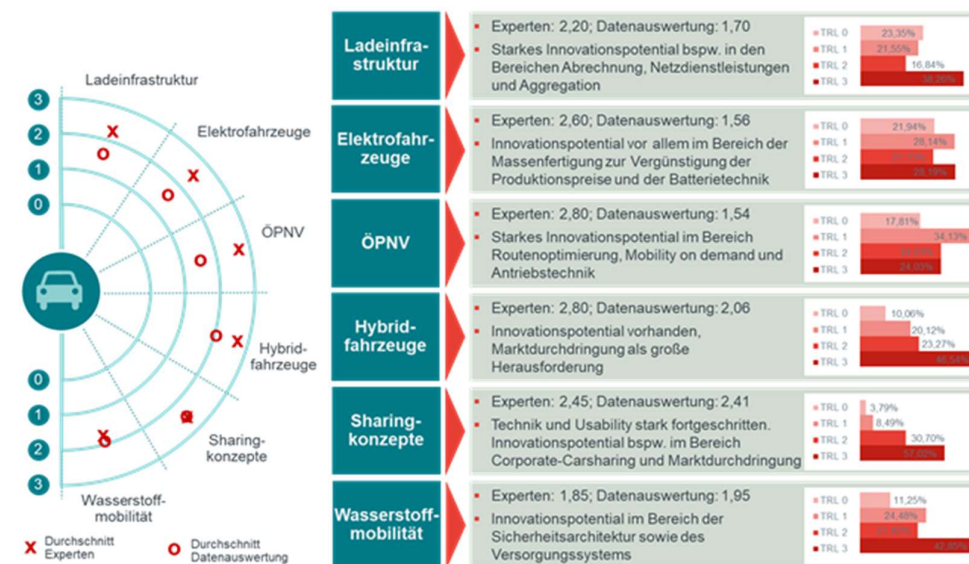 Ladeinfrastruktur
Elektrofahrzeuge
ÖPNV
Hybrid-
fahrzeuge
Sharing-
konzepte
Wasserstoff-
mobilität
3
2
1
0
0
1
2
3
X Durchschnitt
Experten
O Durchschnitt
Datenauswertung
Ladeinfra-
struktur
Experten: 2,20; Datenauswertung: 1,70
Starkes Innovationspotential bspw. in den
Bereichen Abrechnung, Netzdienstleistungen
und Aggregation
TRL 0 23,35%
TRL 1 21,55%
TRL 2 16,84%
TRL 3 38,26%
Elektrofahr-
zeuge
Experten: 2,60; Datenauswertung: 1,56
Innovationspotential vor allem im Bereich der
Massenfertigung zur Vergünstigung der
Produktionspreise und der Batterietechnik
TRL 0 21,94%
TRL 1 28,14%
TRL 2
TRL 3 28,19%
ÖPNV
Experten: 2,80; Datenauswertung: 1,54
Starkes Innovationspotential im Bereich
Routenoptimierung, Mobility on demand und
Antriebstechnik
TRL 0 17,81%
TRL 1 34,13%
TRL 2
TRL 3 24,03%
Hybrid-
fahrzeuge
Experten: 2,80; Datenauswertung: 2,06
Innovationspotential vorhanden,
Marktdurchdringung als große
Herausforderung
TRL 0 10,06%
TRL 1 20,12%
TRL 2 23,27%
TRL 3 46,54%
Sharing-
konzepte
Experten: 2,45; Datenauswertung: 2,41
Technik und Usability stark fortgeschritten.
Innovationspotential bspw. im Bereich
Corporate-Carsharing und Marktdurchdringung
TRL 0 3,79%
TRL 1 8,49%
TRL 2 30,70%
TRL 3 57,02%
Wasserstoff-
mobilität
Experten: 1,85; Datenauswertung: 1,95
Innovationspotential im Bereich der
Sicherheitsarchitektur sowie des
Versorgungssystems
TRL 0 11,25%
TRL 1 24,48%
TRL 2
TRL 3 42,85%